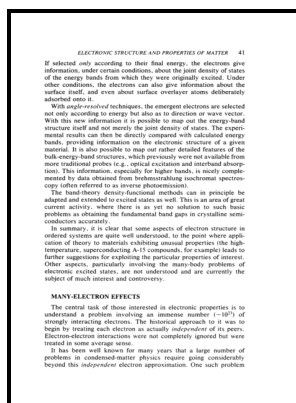 ELECTRONIC STRUCTURE AND PROPERTIES OF MATTER 41
If selected only according to their final energy, the electrons give
information, under certain conditions, about the joint density of states
of the energy bands from which they were originally excited. Under
other conditions, the electrons can also give information about the
surface itself, and even about surface overlayer atoms deliberately
adsorbed onto it.
With angle-resolved techniques, the emergent electrons are selected
not only according to energy but also as to direction or wave vector.
With this new information it is possible to map out the energy-band
structure itself and not merely the joint density of states. The experi-
mental results can then be directly compared with calculated energy
bands, providing information on the electronic structure of a given
material. It is also possible to map out rather detailed features of the
bulk-energy-band structures, which previously were not available from
more traditional probes (e.g., optical excitation and interband absorp-
tion). This information, especially for higher bands, is nicely comple-
mented by data obtained from bremsstrahlung isochromat spectros-
copy (often referred to as inverse photoemission).
The band-theory density-functional methods can in principle be
adapted and extended to excited states as well. This is an area of great
current activity, where there is as yet no solution to such basic
problems as obtaining the fundamental band gaps in crystalline semi-
conductors accurately.
In summary, it is clear that some aspects of electron structure in
ordered systems are quite well understood, to the point where appli-
cation of theory to materials exhibiting unusual properties (the high-
temperature, superconducting A-15 compounds, for example) leads to
further suggestions for exploiting the particular properties of interest.
Other aspects, particularly involving the many-body problems of
electronic excited states, are not understood and are currently the
subject of much interest and controversy.
MANY-ELECTRON EFFECTS
The central task of those interested in electronic properties is to
understand a problem involving an immense number (~10²³) of
strongly interacting electrons. The historical approach to it was to
begin by treating each electron as actually independent of its peers.
Electron-electron interactions were not completely ignored but were
treated in some average sense.
It has been well known for many years that a large number of
problems in condensed-matter physics require going considerably
beyond this independent electron approximation. One such problem